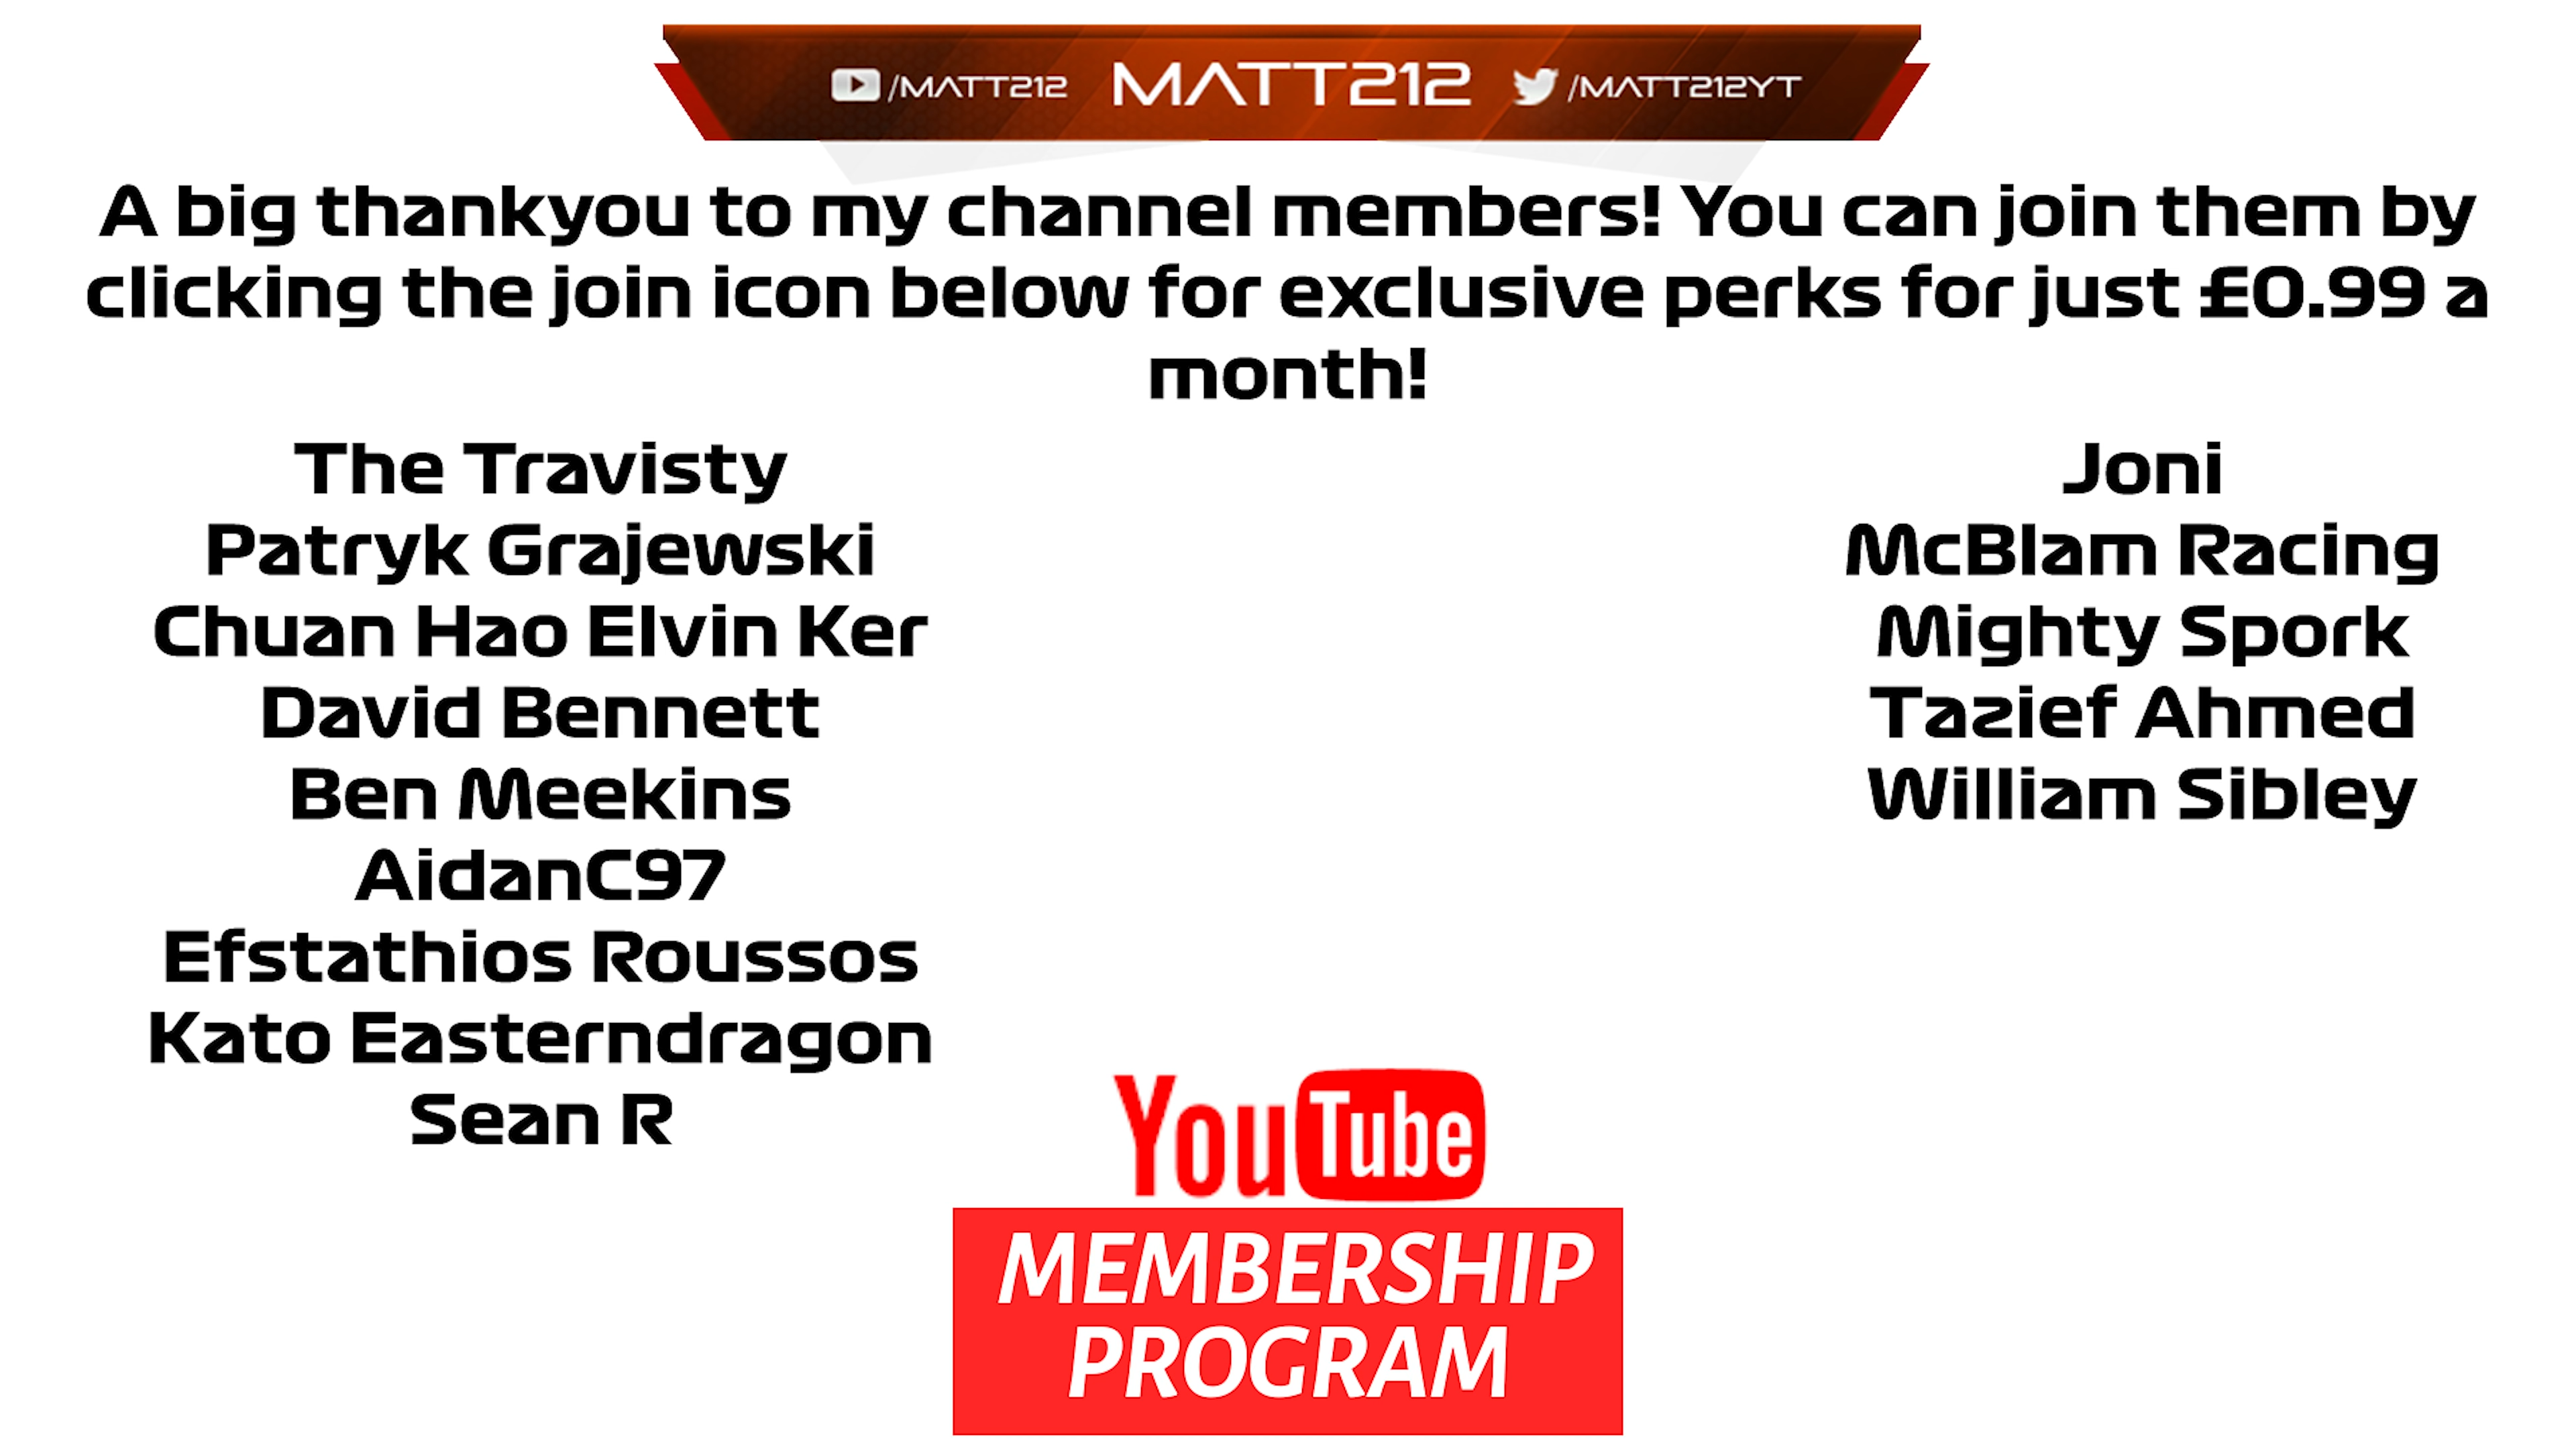 /MATT212 MATT212 /MATT212YT
A big thankyou to my channel members! You can join them by
clicking the join icon below for exclusive perks for just £0.99 a
month!
The Travisty
Patryk Grajewski
Chuan Hao Elvin Ker
David Bennett
Ben Meekins
AidanC97
Efstathios Roussos
Kato Easterndragon
Sean R
Joni
McBlam Racing
Mighty Spork
Tazief Ahmed
William Sibley
YouTube
MEMBERSHIP
PROGRAM